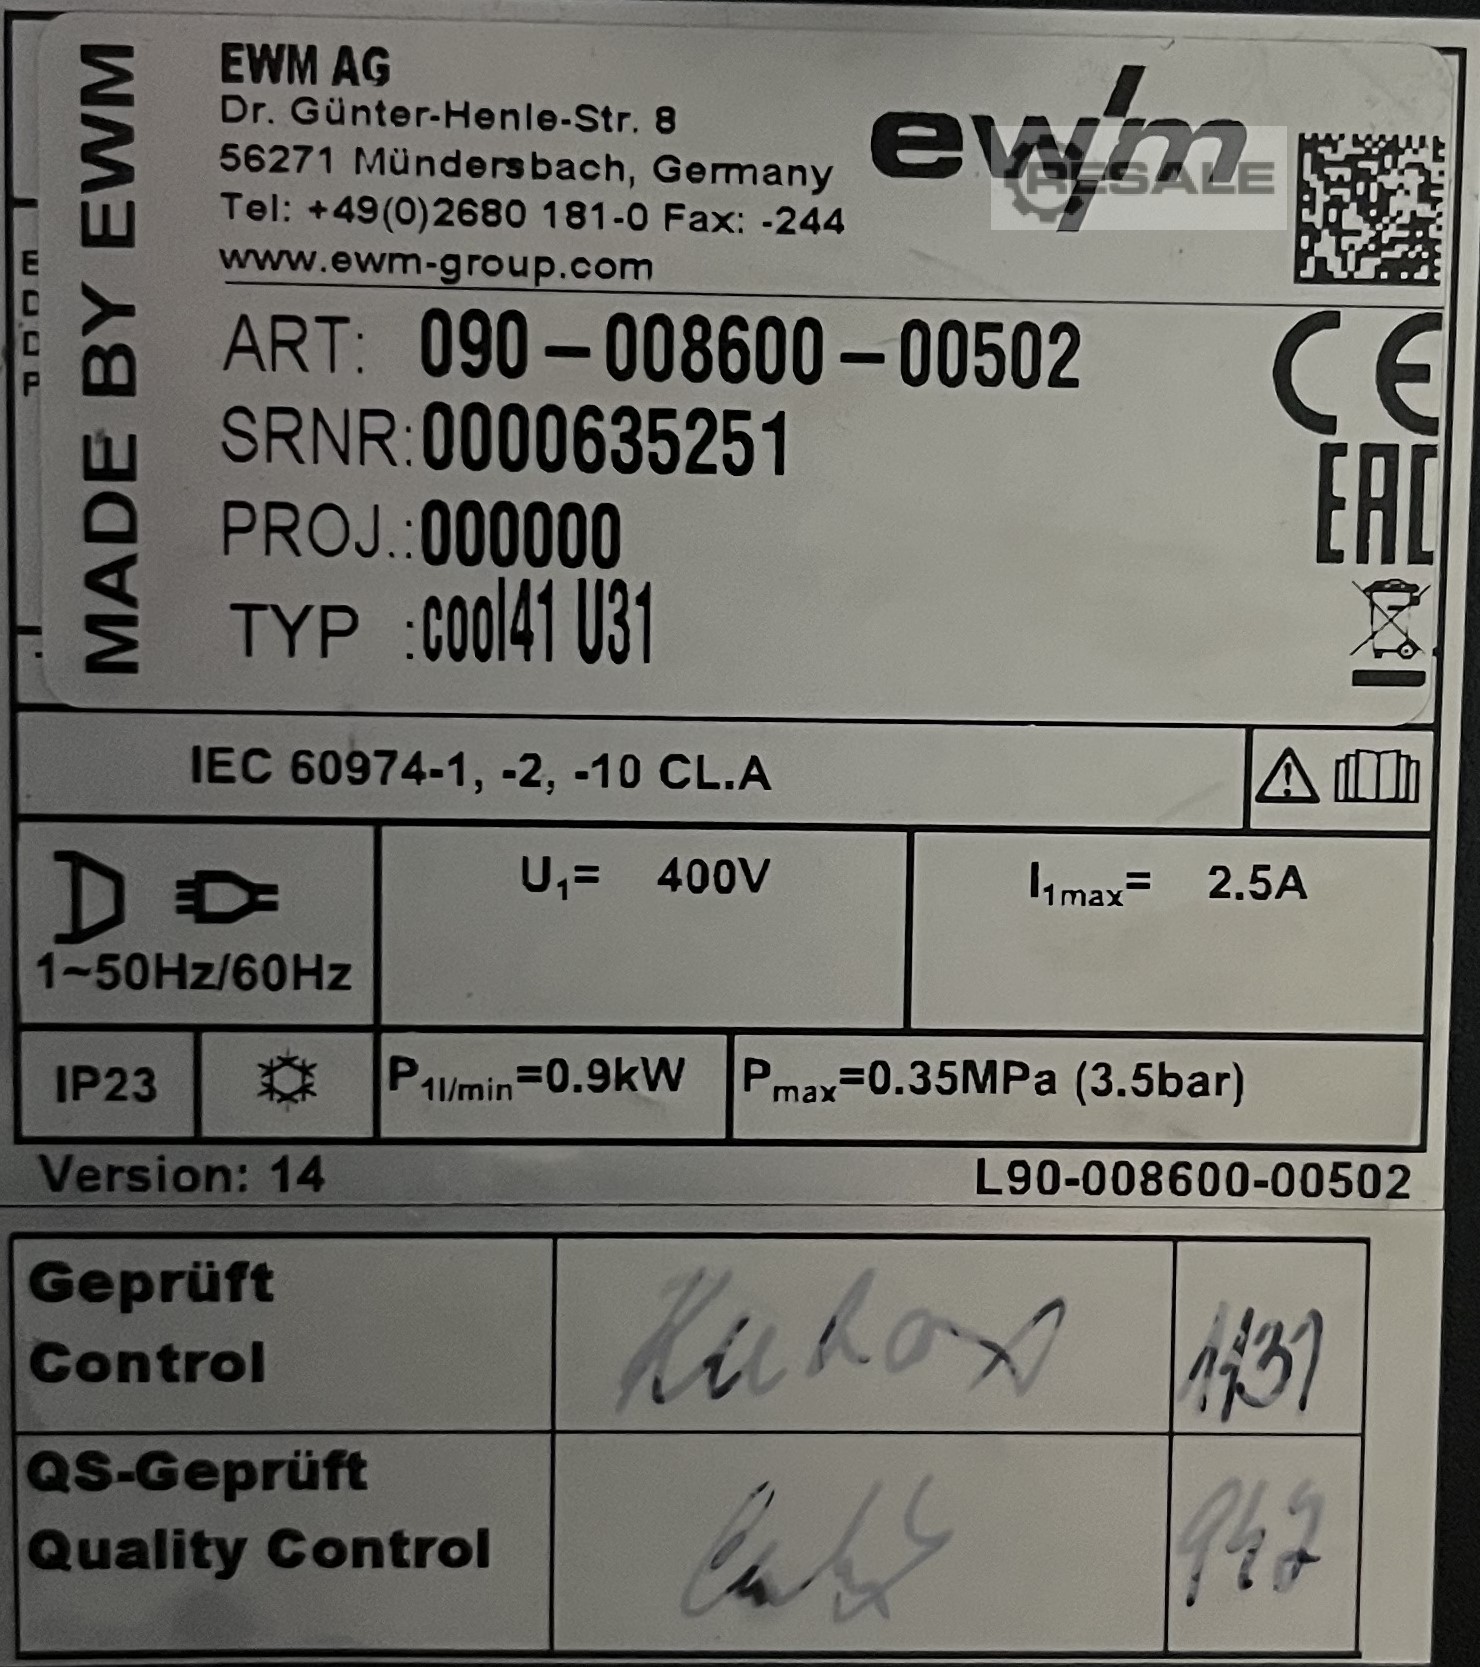 MADE BY EWM
EWM AG
Dr. Günter-Henle-Str. 8
56271 Mündersbach, Germany
Tel: +49(0)2680 181-0 Fax: -244
www.ewm-group.com
ewm
RESALE
ART: 090-008600-00502
SRNR:0000635251
PROJ.:000000
TYP :cool41 U31
CE
EAC
E
D
D
P
IEC 60974-1, -2, -10 CL.A
U1= 400V
I1max= 2.5A
1~50Hz/60Hz
IP23
P1l/min=0.9kW
Pmax=0.35MPa (3.5bar)
Version: 14
L90-008600-00502
Geprüft
Control
QS-Geprüft
Quality Control
942